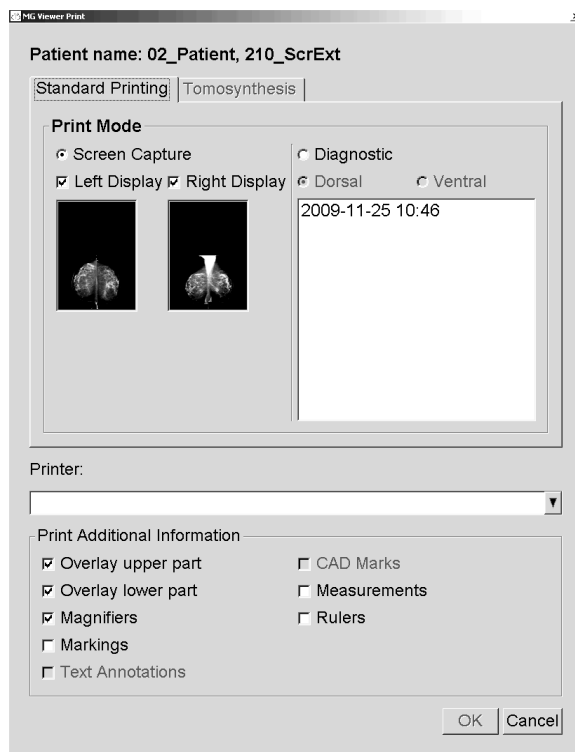 MG Viewer Print
Patient name: 02_Patient, 210_ScrExt
Standard Printing Tomosynthesis
Print Mode
Screen Capture Diagnostic
Left Display Right Display Dorsal Ventral
2009-11-25 10:46
Printer:
Print Additional Information
Overlay upper part CAD Marks
Overlay lower part Measurements
Magnifiers Rulers
Markings
Text Annotations
OK Cancel